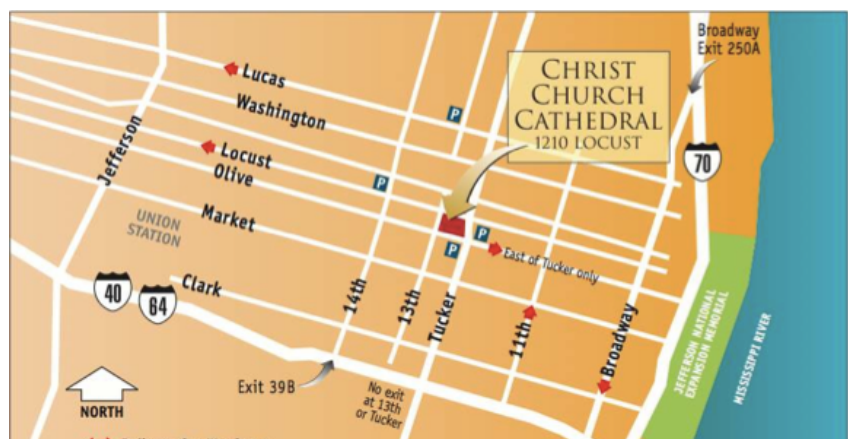 Broadway
Exit 250A
CHRIST
CHURCH
CATHEDRAL
1210 LOCUST
Lucas
Washington
Locust
Olive
Market
Clark
Jefferson
UNION
STATION
P
P
P
P
70
40
64
East of Tucker only
14th
13th
Tucker
11th
Broadway
JEFFERSON NATIONAL
EXPANSION MEMORIAL
MISSISSIPPI RIVER
Exit 39B
No exit
at 13th
or Tucker
NORTH